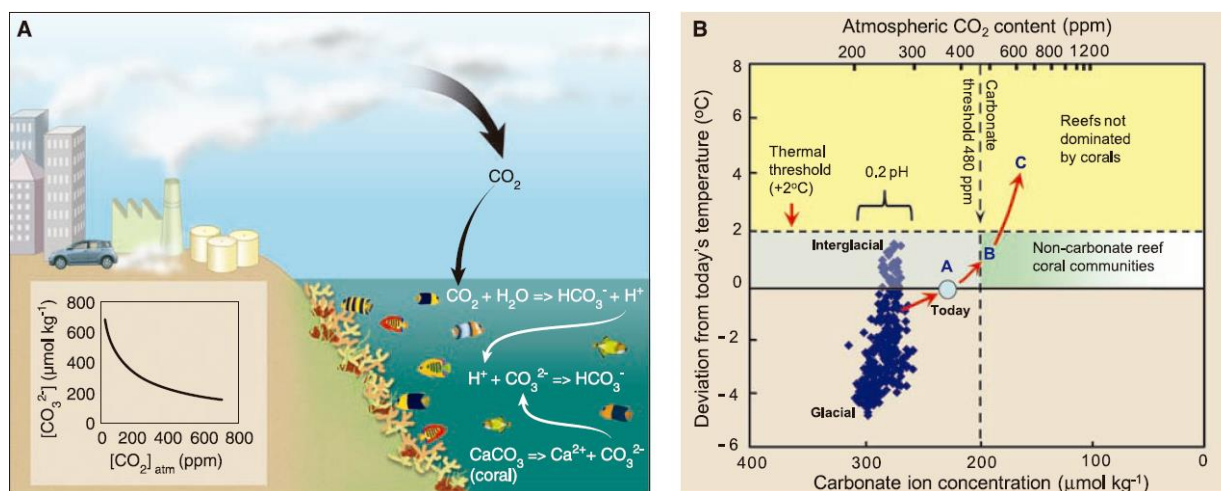 A
CO₂
CO₂ + H₂O => HCO₃⁻ + H⁺
H⁺ + CO₃²⁻ => HCO₃⁻
CaCO₃ => Ca²⁺ + CO₃²⁻
(coral)
[CO₃²⁻] (μmol kg⁻¹)
800
600
400
200
0
0 200 400 600 800
[CO₂]atm (ppm)
B
Atmospheric CO₂ content (ppm)
200 300 400 600 800 1200
Deviation from today's temperature (°C)
8
6
4
2
0
-2
-4
-6
Carbonate
threshold 480 ppm
Reefs not
dominated
by corals
Thermal
threshold
(+2°C)
0.2 pH
C
Interglacial
A
B
Non-carbonate reef
coral communities
Today
Glacial
400 300 200 100 0
Carbonate ion concentration (μmol kg⁻¹)